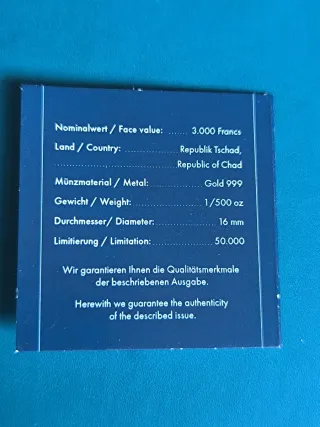 Nominalwert / Face value: ...... 3.000 Francs
Land / Country: ................ Republik Tschad,
................................ Republic of Chad
Münzmaterial / Metal: ................ Gold 999
Gewicht / Weight: .................... 1/500 oz
Durchmesser/ Diameter: ................ 16 mm
Limitierung / Limitation: ................ 50.000
Wir garantieren Ihnen die Qualitätsmerkmale
der beschriebenen Ausgabe.
Herewith we guarantee the authenticity
of the described issue.